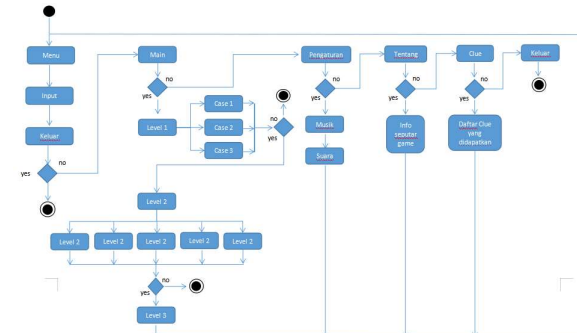 Menu
Main
Pengaturan
Tentang
Clue
Keluar
no
no
no
no
no
yes
yes
yes
yes
Input
Case 1
Level 1
Case 2
Case 3
no
yes
Musik
Suara
Info
seputar
game
Daftar Clue
yang
didapatkan
Keluar
no
yes
Level 2
Level 2
Level 2
Level 2
Level 2
Level 2
no
yes
Level 3